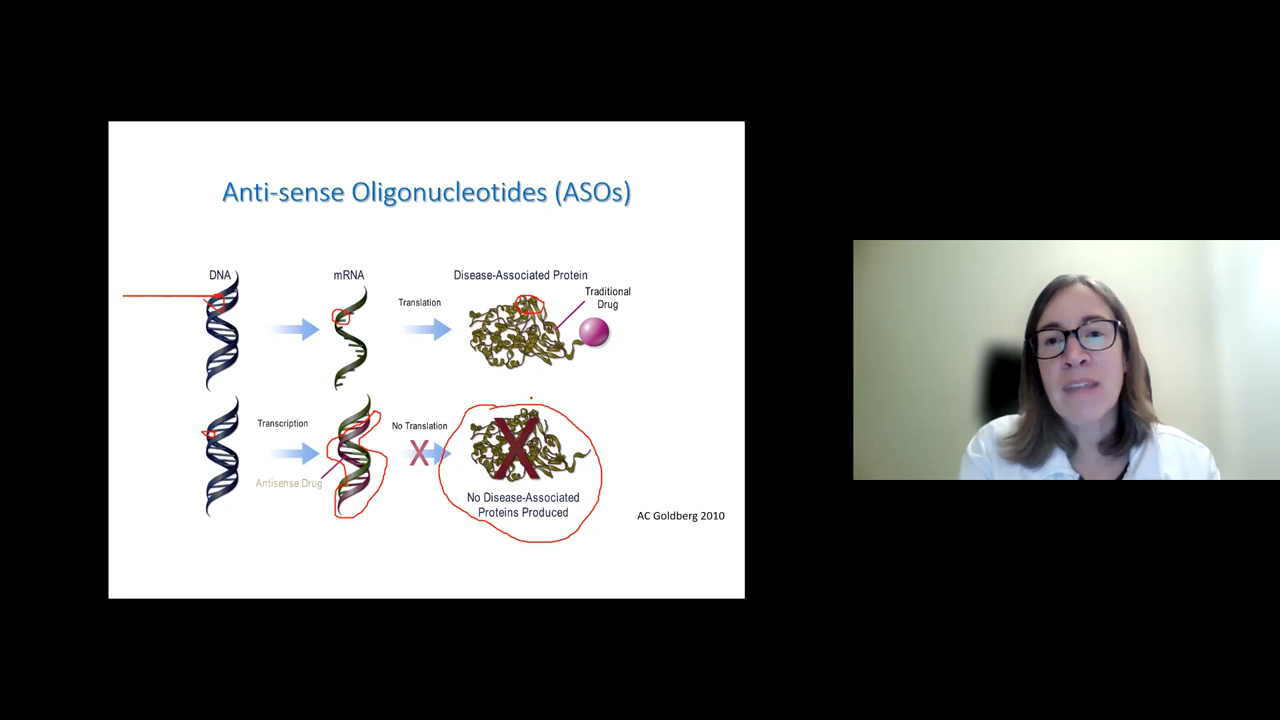 Anti-sense Oligonucleotides (ASOs)
DNA
mRNA
Disease-Associated Protein
Translation
Traditional
Drug
Transcription
Antisense Drug
No Translation
No Disease-Associated
Proteins Produced
AC Goldberg 2010